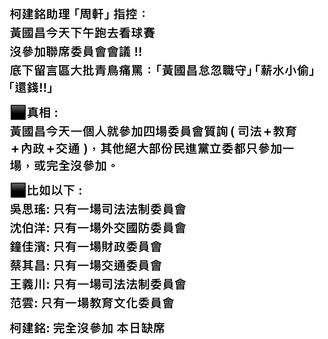 柯建銘助理「周軒」指控：
黃國昌今天下午跑去看球賽
沒參加聯席委員會會議 !!
底下留言區大批青鳥痛罵：「黃國昌怠忽職守」「薪水小偷」
「還錢!!」
⬛真相：
黃國昌今天一個人就參加四場委員會質詢 ( 司法＋教育
＋內政＋交通 )，其他絕大部份民進黨立委都只參加一
場，或完全沒參加。
⬛比如以下：
吳思瑤: 只有一場司法法制委員會
沈伯洋: 只有一場外交國防委員會
鐘佳濱: 只有一場財政委員會
蔡其昌: 只有一場交通委員會
王義川: 只有一場司法法制委員會
范雲: 只有一場教育文化委員會
柯建銘: 完全沒參加 本日缺席